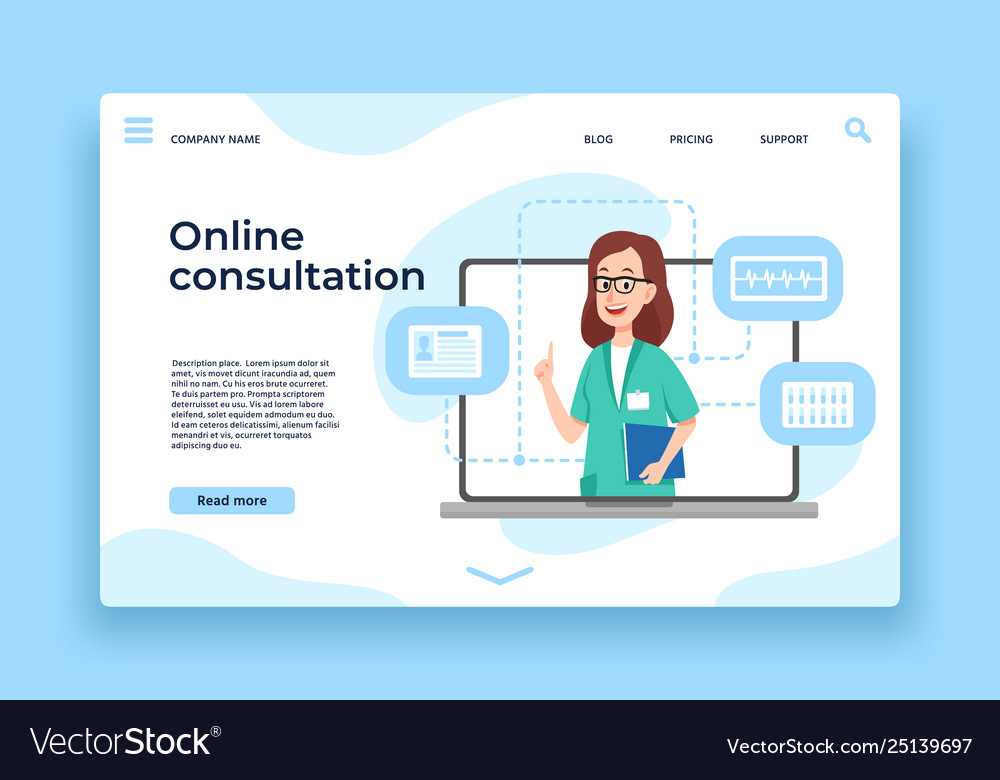 COMPANY NAME
BLOG
PRICING
SUPPORT
Online
consultation
Description place. Lorem ipsum dolor sit
amet, vis movet dicunt iracundia ad, quem
nihil no nam. Cu his eros ocurreret.
Te duis tempor pro. Prompta scriptorem
deterruisset eu usu. Vis ad lorem lorem
eleifend, solet equidem admodum eu duo.
Id eam ceteros delicatissimi, alienum facilisi
menandri et vis, ocurreret torquatos
adipiscing duo eu.
Read more
VectorStock®
VectorStock.com/25139697